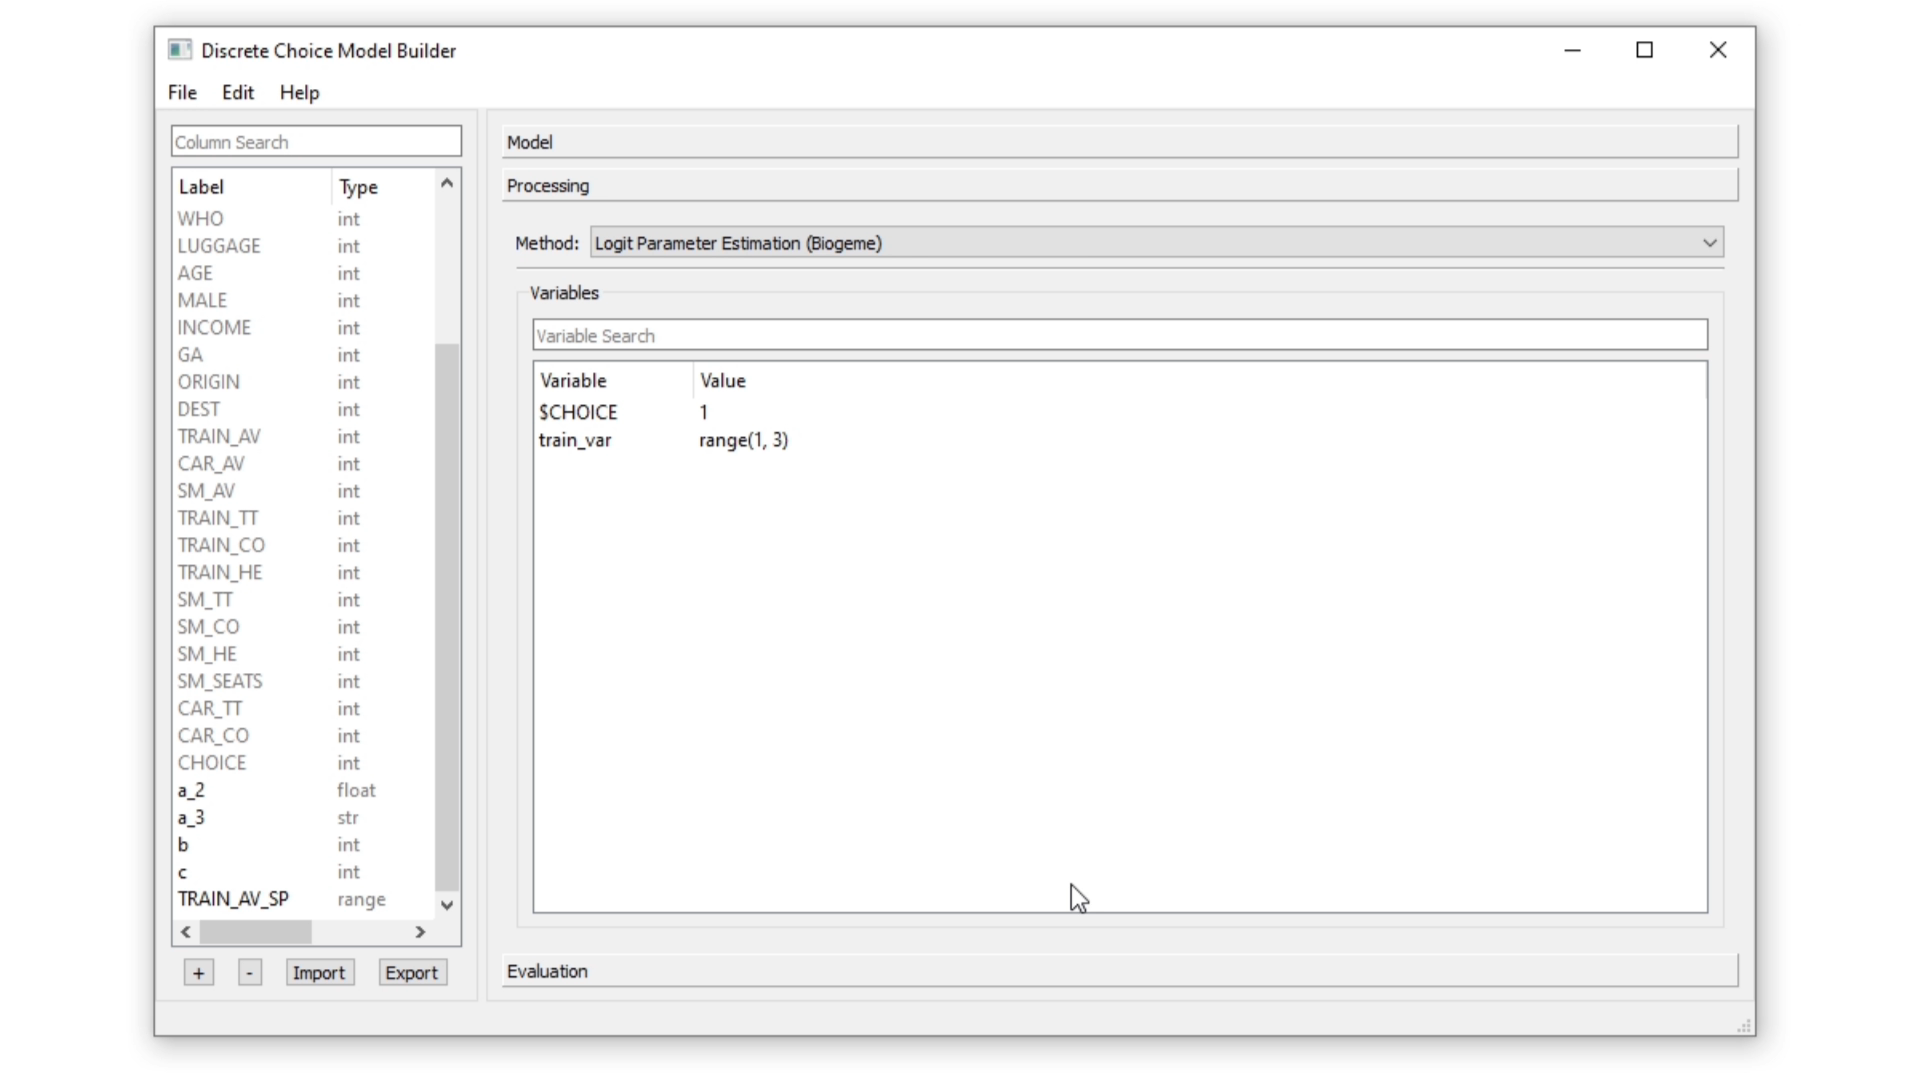 Discrete Choice Model Builder
File Edit Help
Column Search
Label Type
WHO int
LUGGAGE int
AGE int
MALE int
INCOME int
GA int
ORIGIN int
DEST int
TRAIN_AV int
CAR_AV int
SM_AV int
TRAIN_TT int
TRAIN_CO int
TRAIN_HE int
SM_TT int
SM_CO int
SM_HE int
SM_SEATS int
CAR_TT int
CAR_CO int
CHOICE int
a_2 float
a_3 str
b int
c int
TRAIN_AV_SP range
+ - Import Export
Model
Processing
Method: Logit Parameter Estimation (Biogeme)
Variables
Variable Search
Variable Value
$CHOICE 1
train_var range(1, 3)
Evaluation